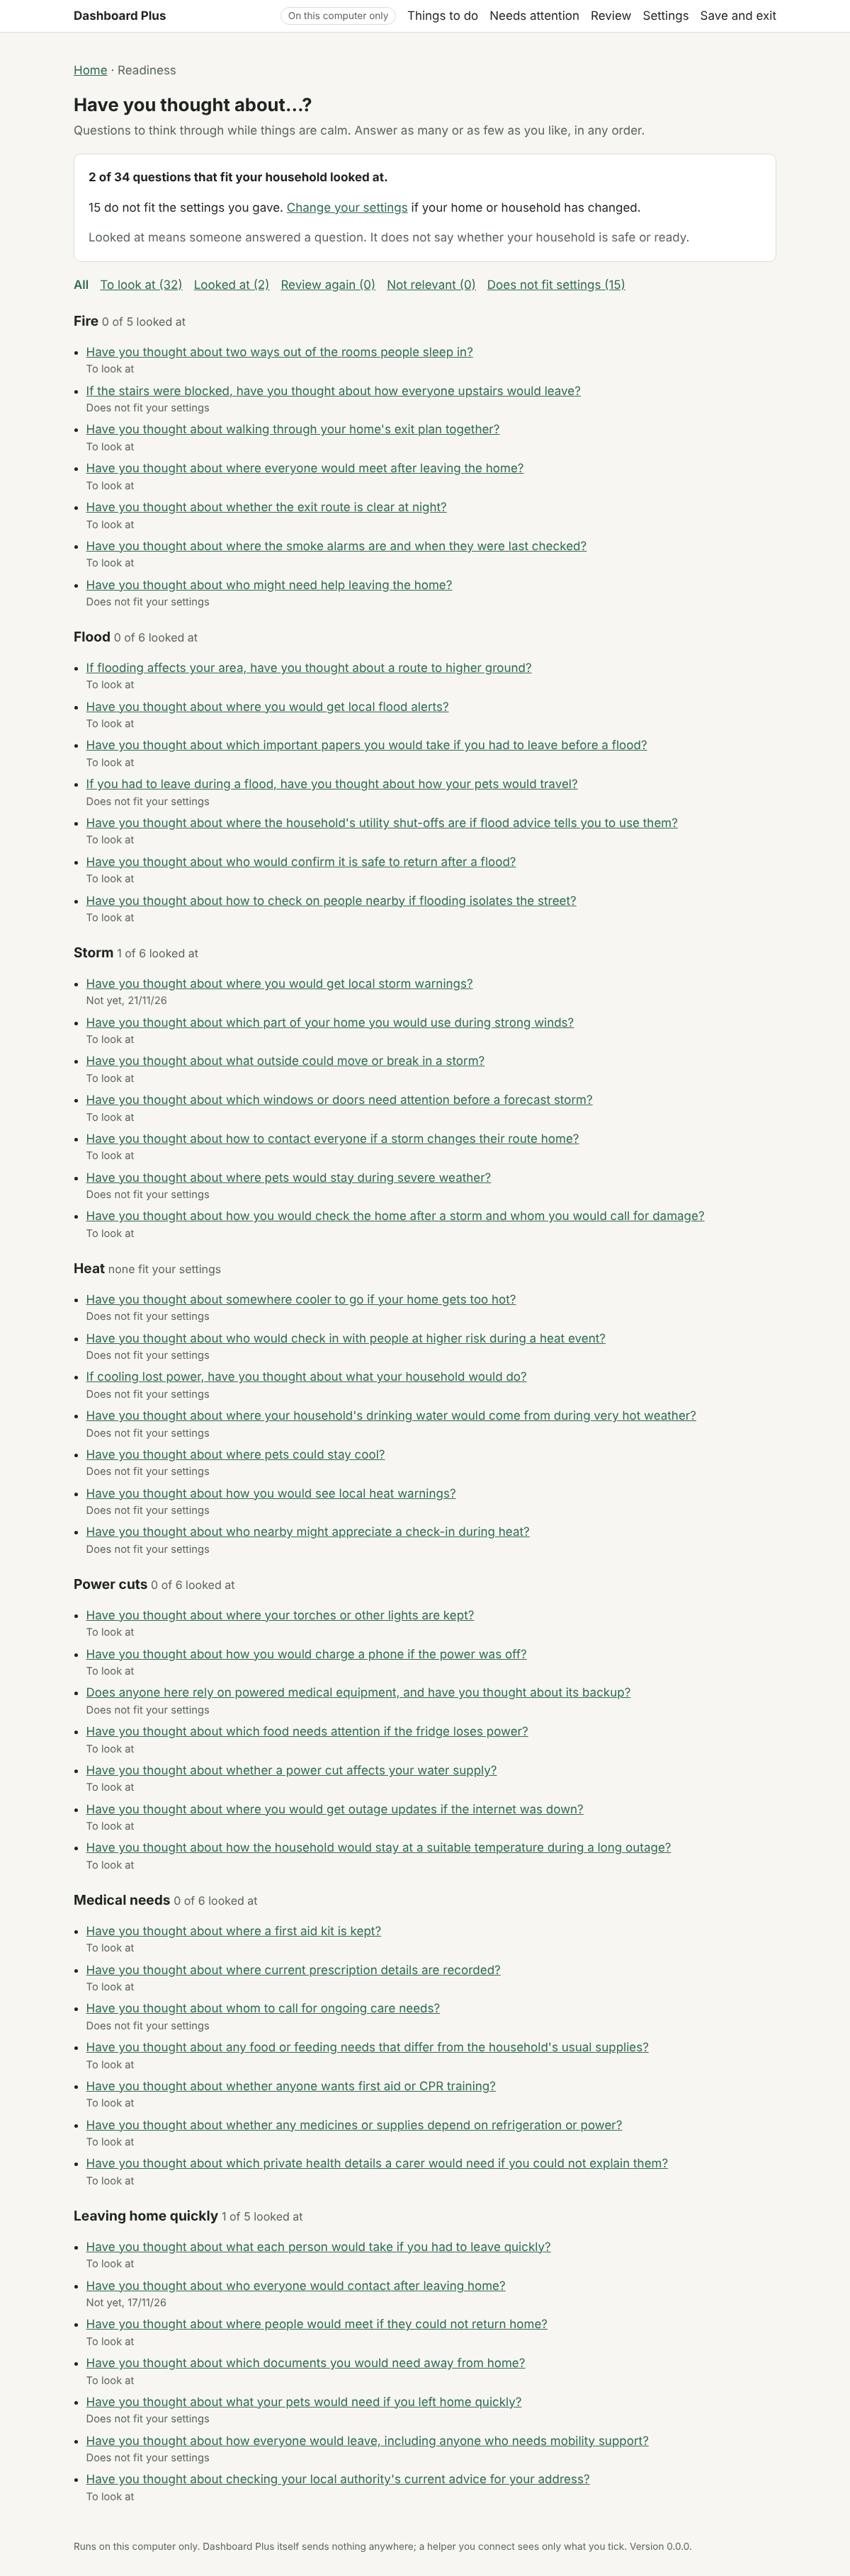 Dashboard Plus
On this computer only
Things to do
Needs attention
Review
Settings
Save and exit
Home · Readiness
Have you thought about…?
Questions to think through while things are calm. Answer as many or as few as you like, in any order.
2 of 34 questions that fit your household looked at.
15 do not fit the settings you gave. Change your settings if your home or household has changed.
Looked at means someone answered a question. It does not say whether your household is safe or ready.
All To look at (32) Looked at (2) Review again (0) Not relevant (0) Does not fit settings (15)
Fire 0 of 5 looked at
Have you thought about two ways out of the rooms people sleep in?
To look at
If the stairs were blocked, have you thought about how everyone upstairs would leave?
Does not fit your settings
Have you thought about walking through your home's exit plan together?
To look at
Have you thought about where everyone would meet after leaving the home?
To look at
Have you thought about whether the exit route is clear at night?
To look at
Have you thought about where the smoke alarms are and when they were last checked?
To look at
Have you thought about who might need help leaving the home?
Does not fit your settings
Flood 0 of 6 looked at
If flooding affects your area, have you thought about a route to higher ground?
To look at
Have you thought about where you would get local flood alerts?
To look at
Have you thought about which important papers you would take if you had to leave before a flood?
To look at
If you had to leave during a flood, have you thought about how your pets would travel?
Does not fit your settings
Have you thought about where the household's utility shut-offs are if flood advice tells you to use them?
To look at
Have you thought about who would confirm it is safe to return after a flood?
To look at
Have you thought about how to check on people nearby if flooding isolates the street?
To look at
Storm 1 of 6 looked at
Have you thought about where you would get local storm warnings?
Not yet, 21/11/26
Have you thought about which part of your home you would use during strong winds?
To look at
Have you thought about what outside could move or break in a storm?
To look at
Have you thought about which windows or doors need attention before a forecast storm?
To look at
Have you thought about how to contact everyone if a storm changes their route home?
To look at
Have you thought about where pets would stay during severe weather?
Does not fit your settings
Have you thought about how you would check the home after a storm and whom you would call for damage?
To look at
Heat none fit your settings
Have you thought about somewhere cooler to go if your home gets too hot?
Does not fit your settings
Have you thought about who would check in with people at higher risk during a heat event?
Does not fit your settings
If cooling lost power, have you thought about what your household would do?
Does not fit your settings
Have you thought about where your household's drinking water would come from during very hot weather?
Does not fit your settings
Have you thought about where pets could stay cool?
Does not fit your settings
Have you thought about how you would see local heat warnings?
Does not fit your settings
Have you thought about who nearby might appreciate a check-in during heat?
Does not fit your settings
Power cuts 0 of 6 looked at
Have you thought about where your torches or other lights are kept?
To look at
Have you thought about how you would charge a phone if the power was off?
To look at
Does anyone here rely on powered medical equipment, and have you thought about its backup?
Does not fit your settings
Have you thought about which food needs attention if the fridge loses power?
To look at
Have you thought about whether a power cut affects your water supply?
To look at
Have you thought about where you would get outage updates if the internet was down?
To look at
Have you thought about how the household would stay at a suitable temperature during a long outage?
To look at
Medical needs 0 of 6 looked at
Have you thought about where a first aid kit is kept?
To look at
Have you thought about where current prescription details are recorded?
To look at
Have you thought about whom to call for ongoing care needs?
Does not fit your settings
Have you thought about any food or feeding needs that differ from the household's usual supplies?
To look at
Have you thought about whether anyone wants first aid or CPR training?
To look at
Have you thought about whether any medicines or supplies depend on refrigeration or power?
To look at
Have you thought about which private health details a carer would need if you could not explain them?
To look at
Leaving home quickly 1 of 5 looked at
Have you thought about what each person would take if you had to leave quickly?
To look at
Have you thought about who everyone would contact after leaving home?
Not yet, 17/11/26
Have you thought about where people would meet if they could not return home?
To look at
Have you thought about which documents you would need away from home?
To look at
Have you thought about what your pets would need if you left home quickly?
Does not fit your settings
Have you thought about how everyone would leave, including anyone who needs mobility support?
Does not fit your settings
Have you thought about checking your local authority's current advice for your address?
To look at
Runs on this computer only. Dashboard Plus itself sends nothing anywhere; a helper you connect sees only what you tick. Version 0.0.0.